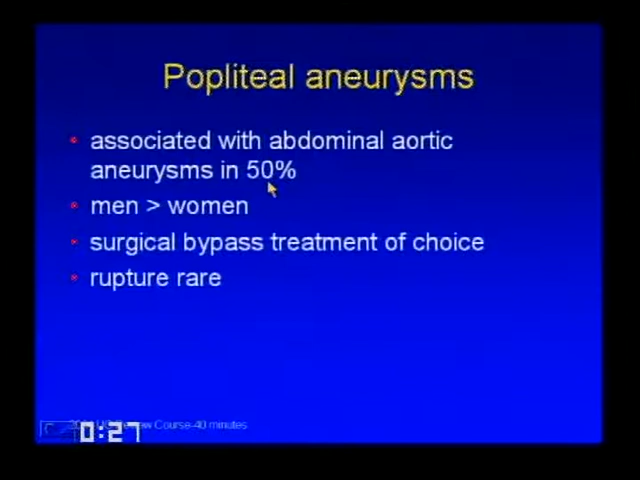 Popliteal aneurysms
associated with abdominal aortic
aneurysms in 50%
men > women
surgical bypass treatment of choice
rupture rare
Course-40 minutes
0:27